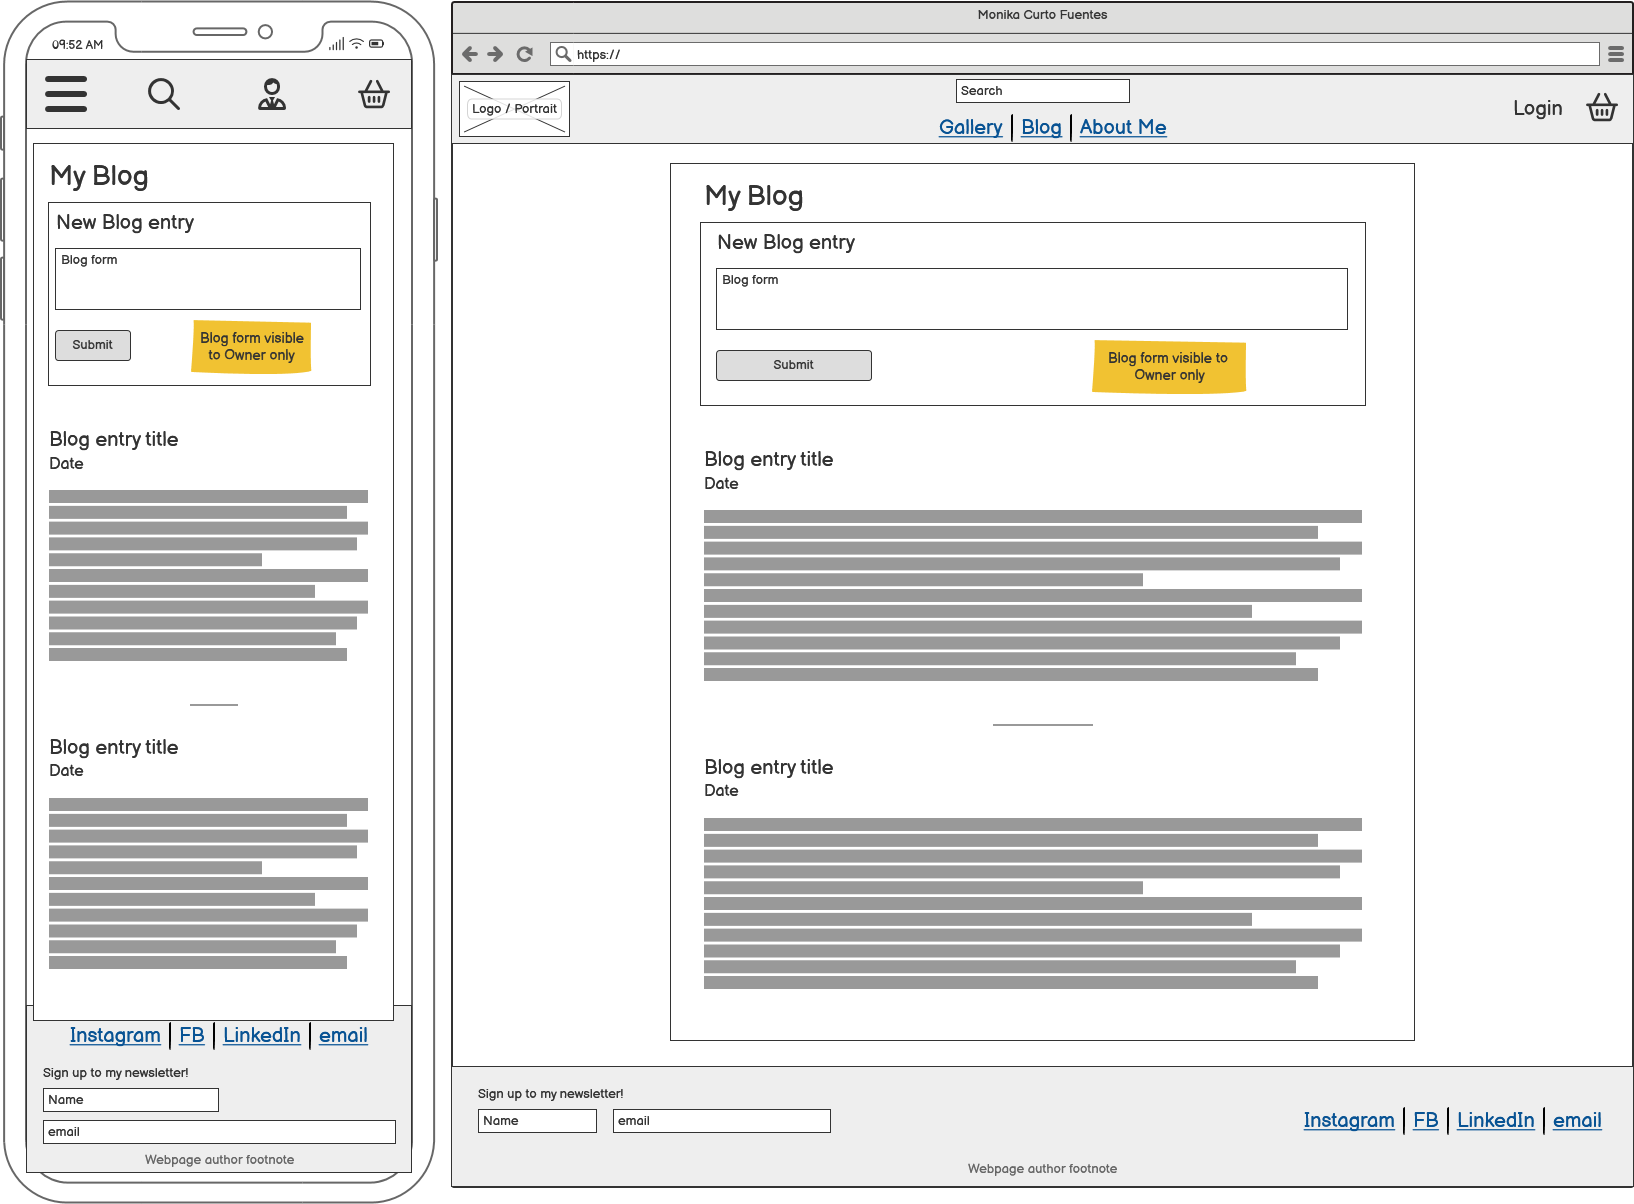 09:52 AM
My Blog
New Blog entry
Blog form
Submit
Blog form visible
to Owner only
Blog entry title
Date
Blog entry title
Date
Instagram FB LinkedIn email
Sign up to my newsletter!
Name
email
Webpage author footnote
Monika Curto Fuentes
https://
Logo / Portrait
Search
Gallery Blog About Me
Login
My Blog
New Blog entry
Blog form
Submit
Blog form visible to
Owner only
Blog entry title
Date
Blog entry title
Date
Sign up to my newsletter!
Name email
Instagram FB LinkedIn email
Webpage author footnote